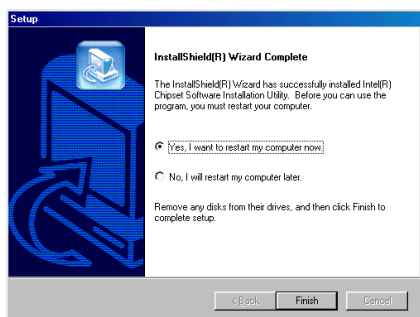 Setup
InstallShield(R) Wizard Complete
The InstallShield(R) Wizard has successfully installed Intel(R)
Chipset Software Installation Utility. Before you can use the
program, you must restart your computer.
Yes, I want to restart my computer now.
No, I will restart my computer later.
Remove any disks from their drives, and then click Finish to
complete setup.
< Back Finish Cancel